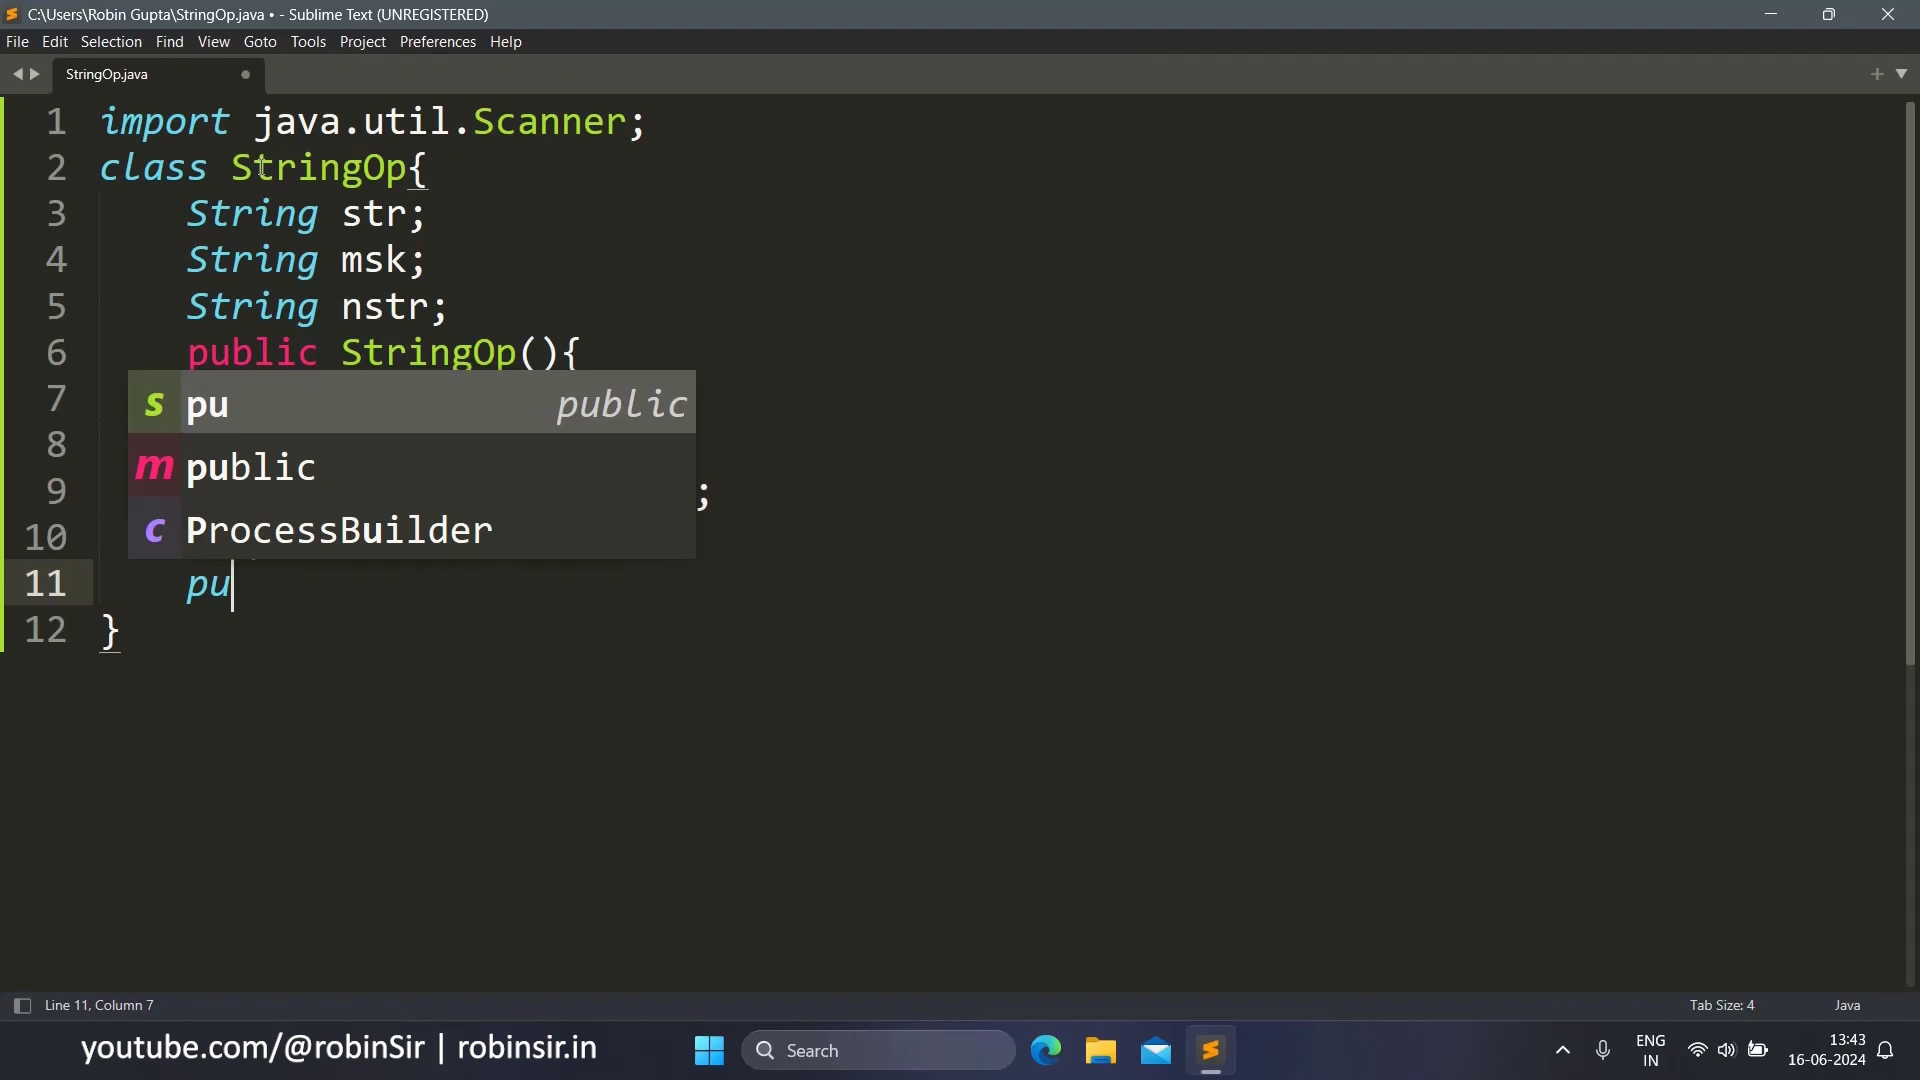 C:\Users\Robin Gupta\StringOp.java • - Sublime Text (UNREGISTERED)
File Edit Selection Find View Goto Tools Project Preferences Help
StringOp.java
1 import java.util.Scanner;
2 class StringOp{
3 String str;
4 String msk;
5 String nstr;
6 public StringOp(){
7 s pu public
8 m public
9 ;
c ProcessBuilder
10
11 pu
12 }
Line 11, Column 7
Tab Size: 4
Java
youtube.com/@robinSir | robinsir.in
Search
ENG
IN
13:43
16-06-2024